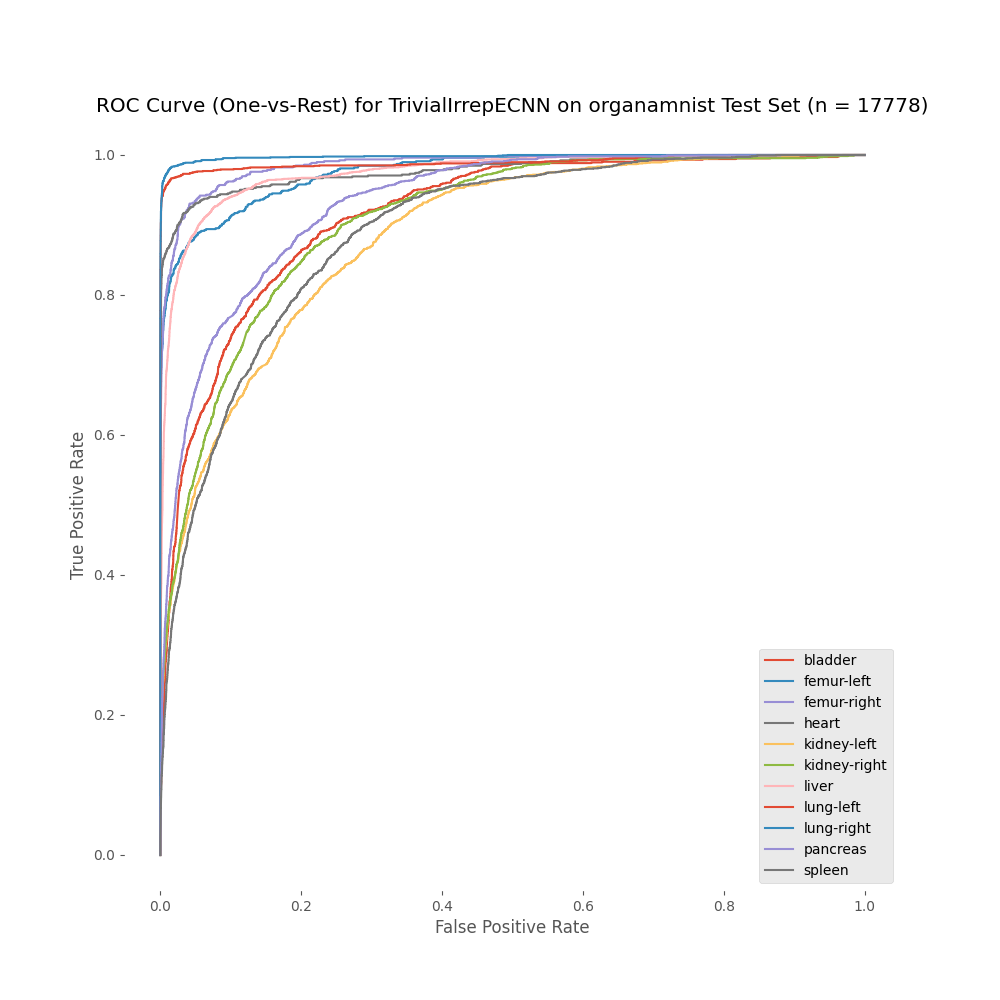 ROC Curve (One-vs-Rest) for TrivialIrrepECNN on organamnist Test Set (n = 17778)
1.0
0.8
0.6
0.4
0.2
0.0
True Positive Rate
bladder
femur-left
femur-right
heart
kidney-left
kidney-right
liver
lung-left
lung-right
pancreas
spleen
0.0 0.2 0.4 0.6 0.8 1.0
False Positive Rate